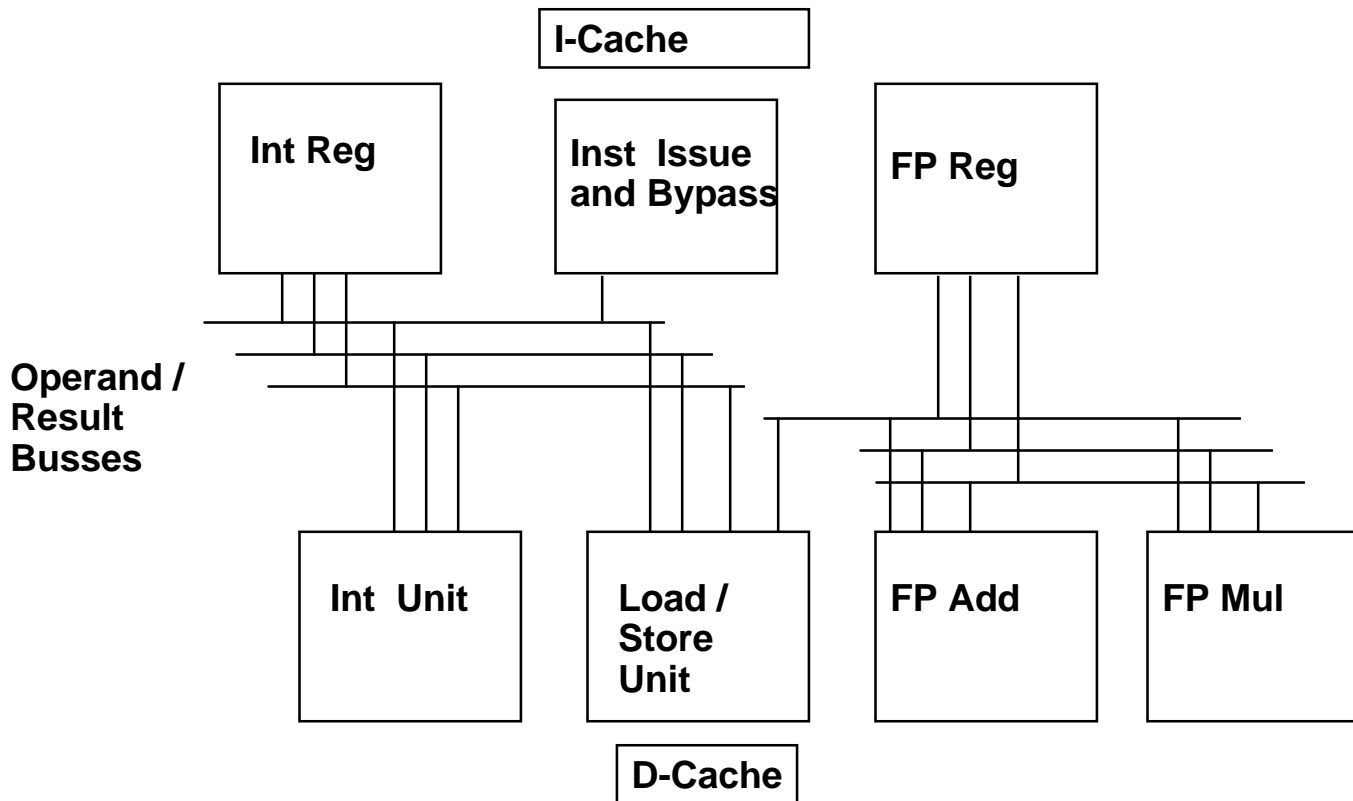 I-Cache
Int Reg
Inst Issue
and Bypass
FP Reg
Operand /
Result
Busses
Int Unit
Load /
Store
Unit
FP Add
FP Mul
D-Cache